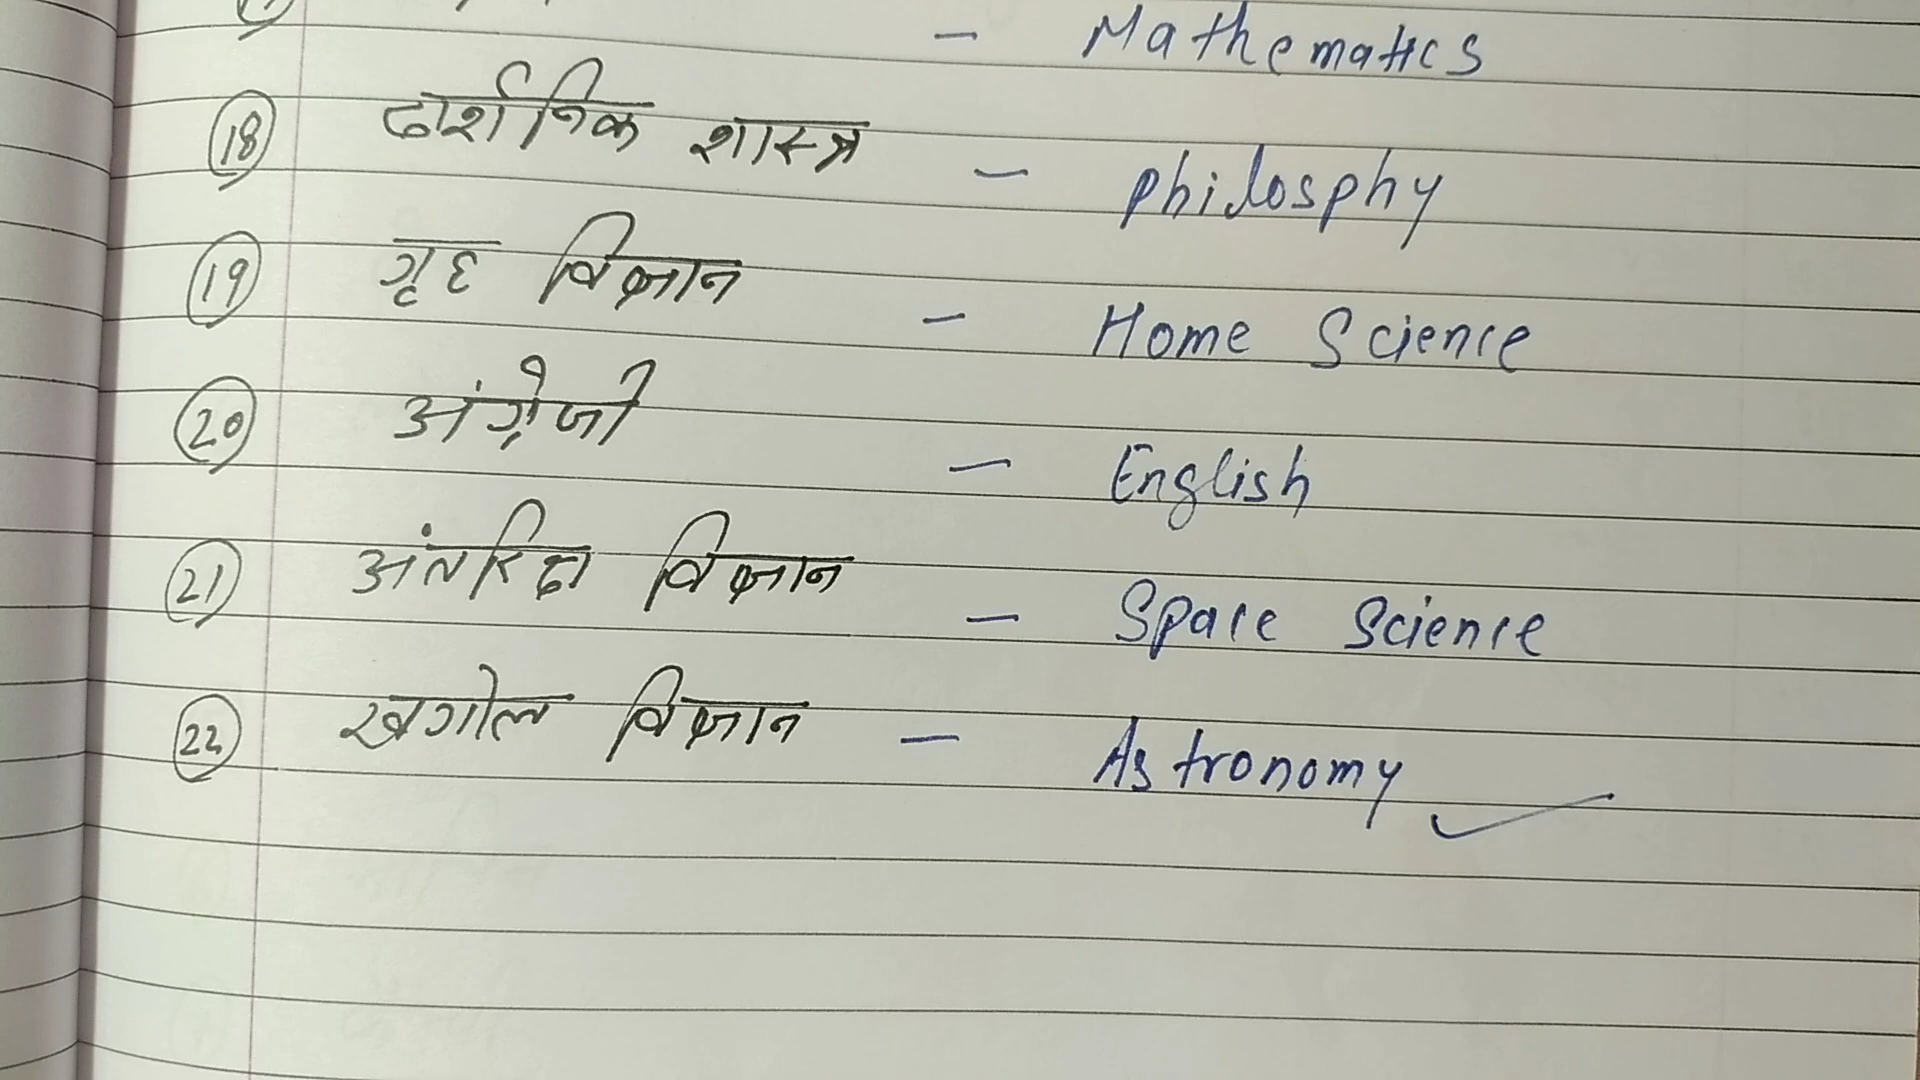 - Mathematics
18 दार्शनिक शास्त्र - Philosphy
19 गृह विज्ञान - Home Science
20 अंग्रेजी - English
21 अंतरिक्ष विज्ञान - Space Science
22 खगोल विज्ञान - Astronomy